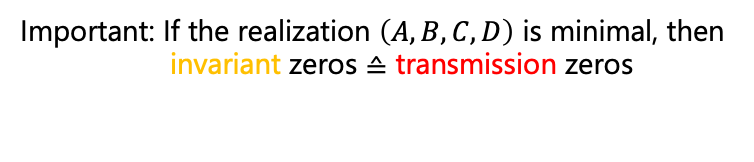 Important: If the realization (A, B, C, D) is minimal, then
invariant zeros ≙ transmission zeros